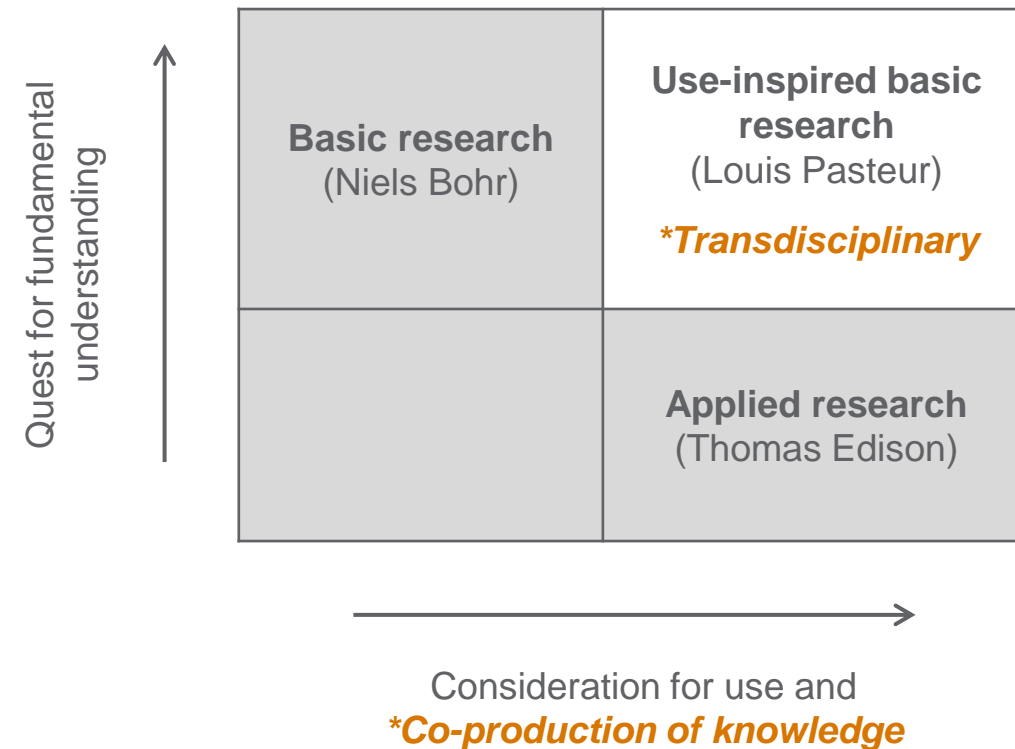 Quest for fundamental
understanding
Basic research
(Niels Bohr)
Use-inspired basic
research
(Louis Pasteur)
*Transdisciplinary
Applied research
(Thomas Edison)
Consideration for use and
*Co-production of knowledge